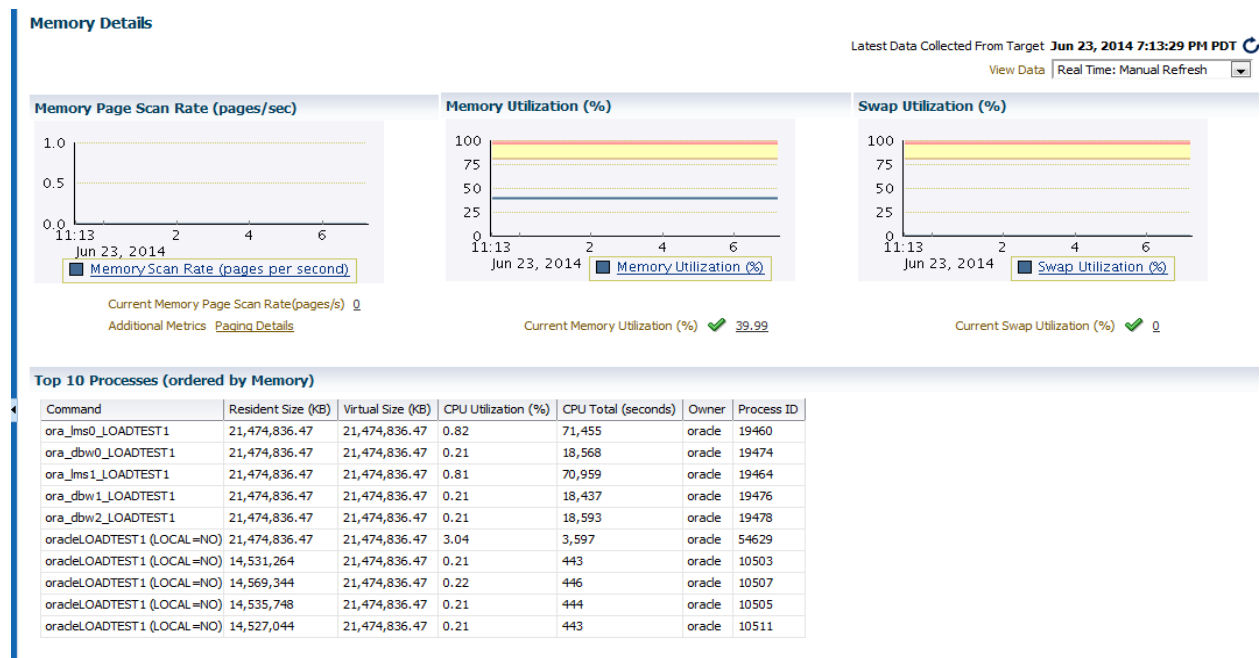 Memory Details
Latest Data Collected From Target Jun 23, 2014 7:13:29 PM PDT
View Data Real Time: Manual Refresh
Memory Page Scan Rate (pages/sec)
1.0
0.5
0.0
11:13 2 4 6
Jun 23, 2014
Memory Scan Rate (pages per second)
Current Memory Page Scan Rate(pages/s) 0
Additional Metrics Paging Details
Memory Utilization (%)
100
75
50
25
0
11:13 2 4 6
Jun 23, 2014
Memory Utilization (%)
Current Memory Utilization (%) 39.99
Swap Utilization (%)
100
75
50
25
0
11:13 2 4 6
Jun 23, 2014
Swap Utilization (%)
Current Swap Utilization (%) 0
Top 10 Processes (ordered by Memory)
Command Resident Size (KB) Virtual Size (KB) CPU Utilization (%) CPU Total (seconds) Owner Process ID
ora_lms0_LOADTEST1 21,474,836.47 21,474,836.47 0.82 71,455 oracle 19460
ora_dbw0_LOADTEST1 21,474,836.47 21,474,836.47 0.21 18,568 oracle 19474
ora_lms1_LOADTEST1 21,474,836.47 21,474,836.47 0.81 70,959 oracle 19464
ora_dbw1_LOADTEST1 21,474,836.47 21,474,836.47 0.21 18,437 oracle 19476
ora_dbw2_LOADTEST1 21,474,836.47 21,474,836.47 0.21 18,593 oracle 19478
oracleLOADTEST1 (LOCAL=NO) 21,474,836.47 21,474,836.47 3.04 3,597 oracle 54629
oracleLOADTEST1 (LOCAL=NO) 14,531,264 21,474,836.47 0.21 443 oracle 10503
oracleLOADTEST1 (LOCAL=NO) 14,569,344 21,474,836.47 0.22 446 oracle 10507
oracleLOADTEST1 (LOCAL=NO) 14,535,748 21,474,836.47 0.21 444 oracle 10505
oracleLOADTEST1 (LOCAL=NO) 14,527,044 21,474,836.47 0.21 443 oracle 10511